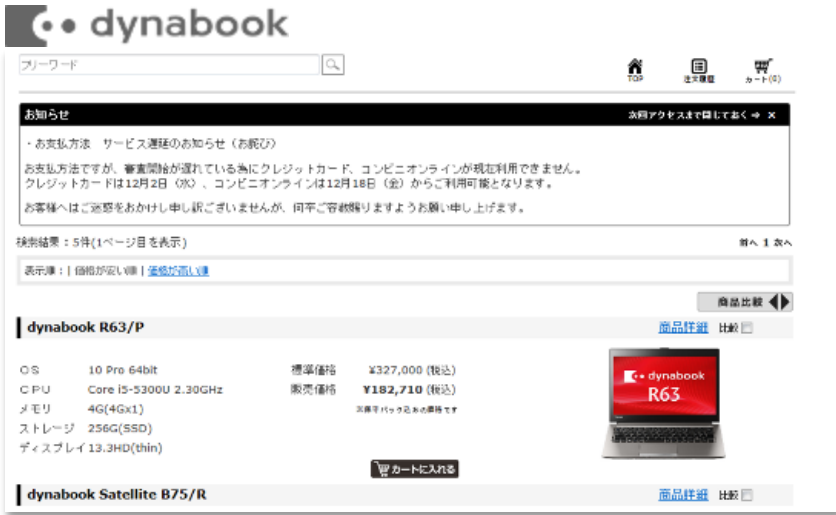 dynabook
フリーワード
TOP 注文履歴 カート(0)
お知らせ 次回アクセスまで閉じておく ⇒ ×
・お支払方法 サービス遅延のお知らせ(お詫び)
お支払方法ですが、審査開始が遅れている為にクレジットカード、コンビニオンラインが現在利用できません。
クレジットカードは12月2日(水)、コンビニオンラインは12月18日(金)からご利用可能となります。
お客様へはご迷惑をおかけし申し訳ございませんが、何卒ご容赦賜りますようお願い申し上げます。
検索結果:5件(1ページ目を表示) 前へ 1 次へ
表示順:| 価格が安い順 | 価格が高い順
商品比較
dynabook R63/P 商品詳細 比較
OS 10 Pro 64bit 標準価格 ¥327,000 (税込)
CPU Core i5-5300U 2.30GHz 販売価格 ¥182,710 (税込)
メモリ 4G(4Gx1) ※保守パック込みの価格です
ストレージ 256G(SSD)
ディスプレイ 13.3HD(thin)
dynabook
R63
カートに入れる
dynabook Satellite B75/R 商品詳細 比較